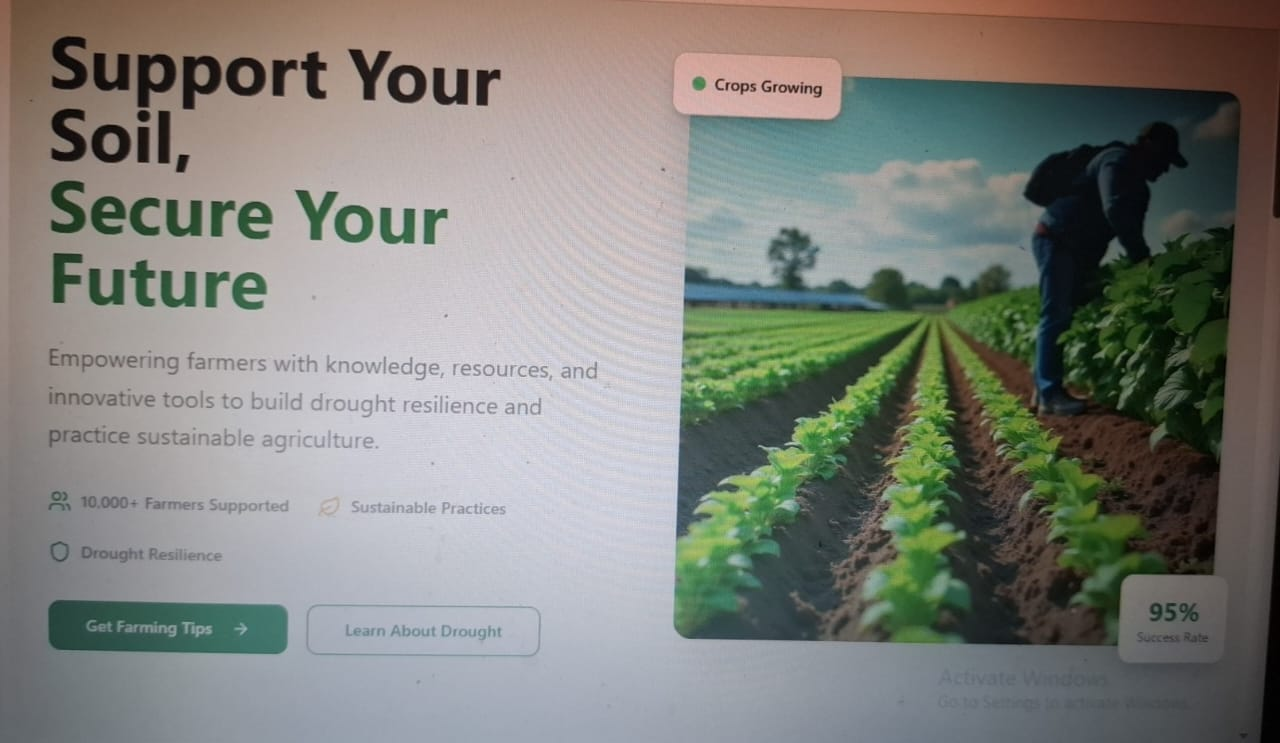 Support Your
Soil,
Secure Your
Future
Empowering farmers with knowledge, resources, and
innovative tools to build drought resilience and
practice sustainable agriculture.
10,000+ Farmers Supported
Sustainable Practices
Drought Resilience
Get Farming Tips
Learn About Drought
Crops Growing
95%
Success Rate
Activate Windows
Go to Settings to activate Windows.